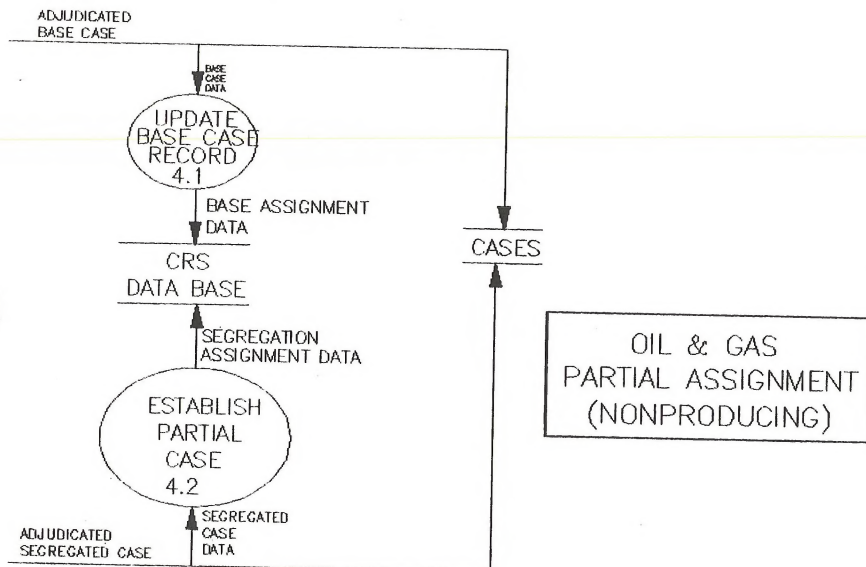 ADJUDICATED
BASE CASE
BASE
CASE
DATA
UPDATE
BASE CASE
RECORD
4.1
BASE ASSIGNMENT
DATA
CRS
DATA BASE
CASES
SEGREGATION
ASSIGNMENT DATA
OIL & GAS
PARTIAL ASSIGNMENT
(NONPRODUCING)
ESTABLISH
PARTIAL
CASE
4.2
SEGREGATED
CASE
DATA
ADJUDICATED
SEGREGATED CASE